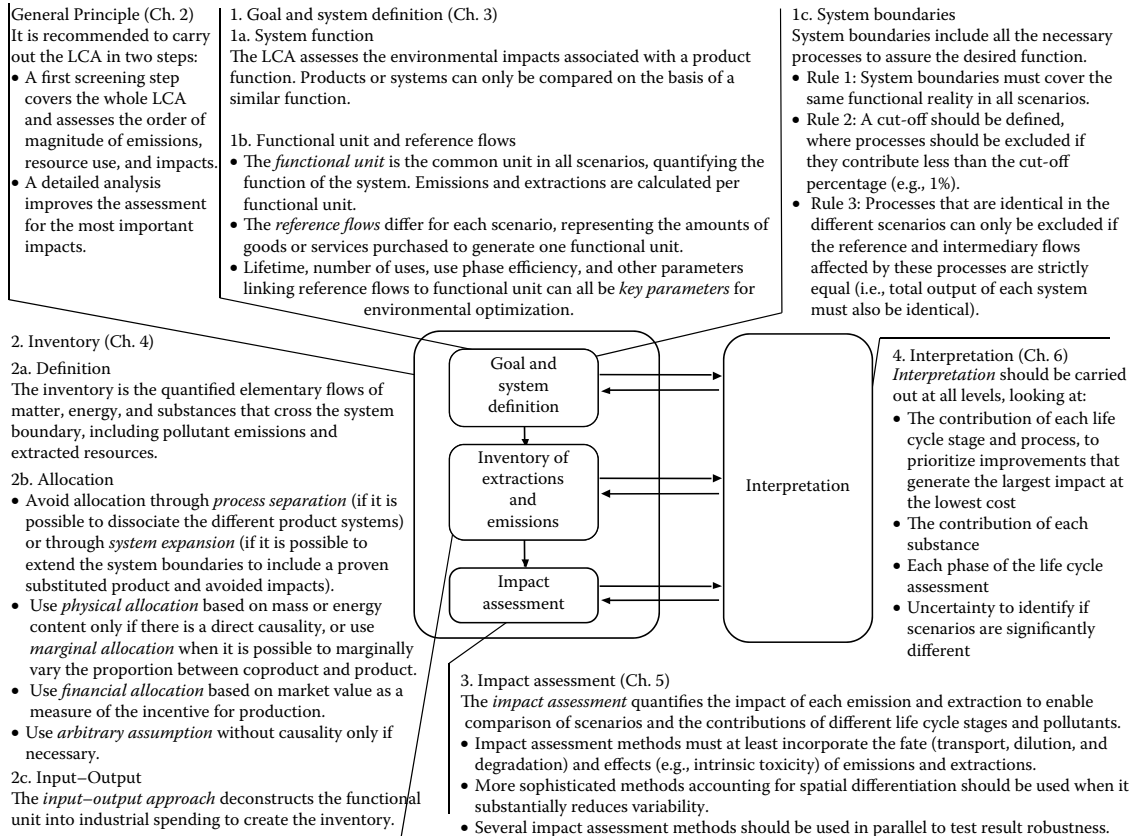 General Principle (Ch. 2)
It is recommended to carry
out the LCA in two steps:
• A first screening step
covers the whole LCA
and assesses the order of
magnitude of emissions,
resource use, and impacts.
• A detailed analysis
improves the assessment
for the most important
impacts.
1. Goal and system definition (Ch. 3)
1a. System function
The LCA assesses the environmental impacts associated with a product
function. Products or systems can only be compared on the basis of a
similar function.
1b. Functional unit and reference flows
• The functional unit is the common unit in all scenarios, quantifying the
function of the system. Emissions and extractions are calculated per
functional unit.
• The reference flows differ for each scenario, representing the amounts of
goods or services purchased to generate one functional unit.
• Lifetime, number of uses, use phase efficiency, and other parameters
linking reference flows to functional unit can all be key parameters for
environmental optimization.
1c. System boundaries
System boundaries include all the necessary
processes to assure the desired function.
• Rule 1: System boundaries must cover the
same functional reality in all scenarios.
• Rule 2: A cut-off should be defined,
where processes should be excluded if
they contribute less than the cut-off
percentage (e.g., 1%).
• Rule 3: Processes that are identical in the
different scenarios can only be excluded if
the reference and intermediary flows
affected by these processes are strictly
equal (i.e., total output of each system
must also be identical).
2. Inventory (Ch. 4)
2a. Definition
The inventory is the quantified elementary flows of
matter, energy, and substances that cross the system
boundary, including pollutant emissions and
extracted resources.
2b. Allocation
• Avoid allocation through process separation (if it is
possible to dissociate the different product systems)
or through system expansion (if it is possible to
extend the system boundaries to include a proven
substituted product and avoided impacts).
• Use physical allocation based on mass or energy
content only if there is a direct causality, or use
marginal allocation when it is possible to marginally
vary the proportion between coproduct and product.
• Use financial allocation based on market value as a
measure of the incentive for production.
• Use arbitrary assumption without causality only if
necessary.
2c. Input–Output
The input–output approach deconstructs the functional
unit into industrial spending to create the inventory.
Goal and
system
definition
Inventory of
extractions
and
emissions
Impact
assessment
Interpretation
4. Interpretation (Ch. 6)
Interpretation should be carried
out at all levels, looking at:
• The contribution of each life
cycle stage and process, to
prioritize improvements that
generate the largest impact at
the lowest cost
• The contribution of each
substance
• Each phase of the life cycle
assessment
• Uncertainty to identify if
scenarios are significantly
different
3. Impact assessment (Ch. 5)
The impact assessment quantifies the impact of each emission and extraction to enable
comparison of scenarios and the contributions of different life cycle stages and pollutants.
• Impact assessment methods must at least incorporate the fate (transport, dilution, and
degradation) and effects (e.g., intrinsic toxicity) of emissions and extractions.
• More sophisticated methods accounting for spatial differentiation should be used when it
substantially reduces variability.
• Several impact assessment methods should be used in parallel to test result robustness.